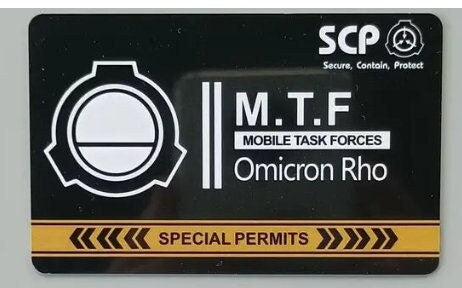 SCP
Secure, Contain, Protect
M.T.F
MOBILE TASK FORCES
Omicron Rho
SPECIAL PERMITS